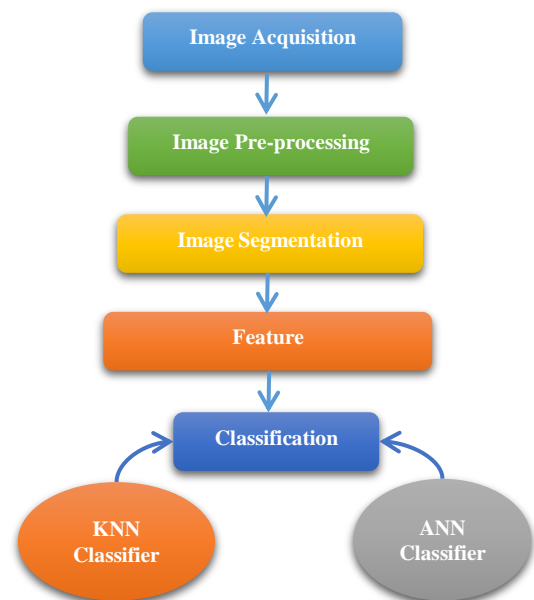 Image Acquisition
Image Pre-processing
Image Segmentation
Feature
Classification
KNN
Classifier
ANN
Classifier